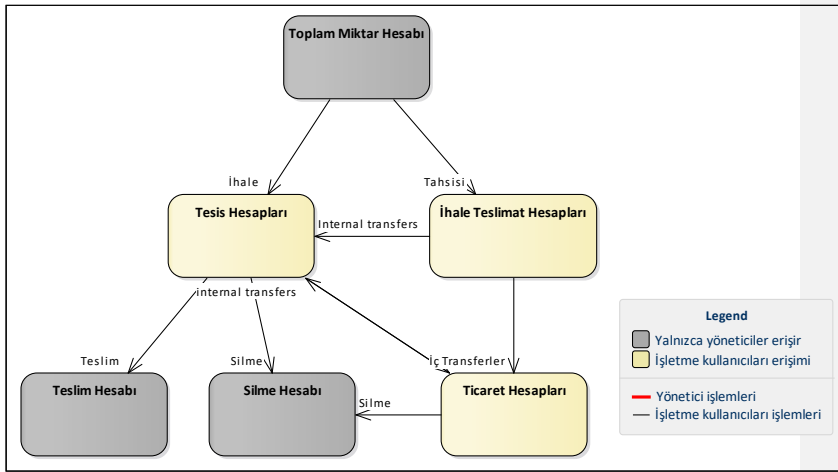 Toplam Miktar Hesabı
İhale
Tahsisi
Tesis Hesapları
İhale Teslimat Hesapları
Internal transfers
internal transfers
Teslim
Silme
İç Transferler
Teslim Hesabı
Silme Hesabı
Silme
Ticaret Hesapları
Legend
Yalnızca yöneticiler erişir
İşletme kullanıcıları erişimi
Yönetici işlemleri
İşletme kullanıcıları işlemleri